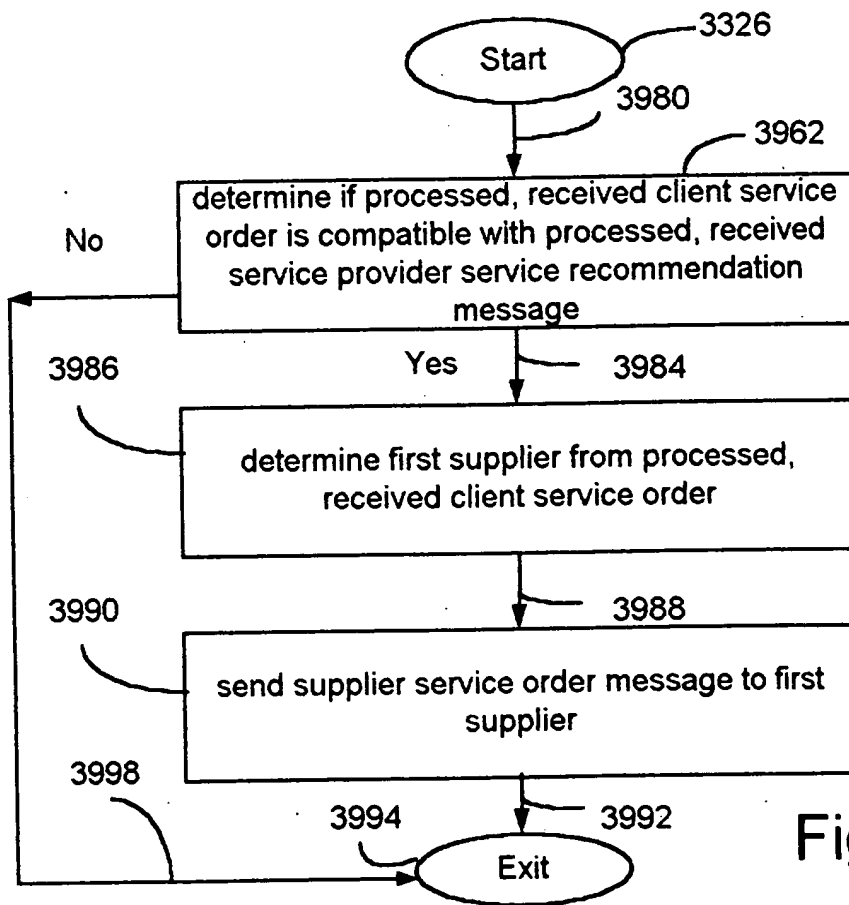 Start
3326
3980
3962
determine if processed, received client service
order is compatible with processed, received
service provider service recommendation
message
No
Yes
3984
3986
determine first supplier from processed,
received client service order
3988
3990
send supplier service order message to first
supplier
3998
3992
3994
Exit
Fig